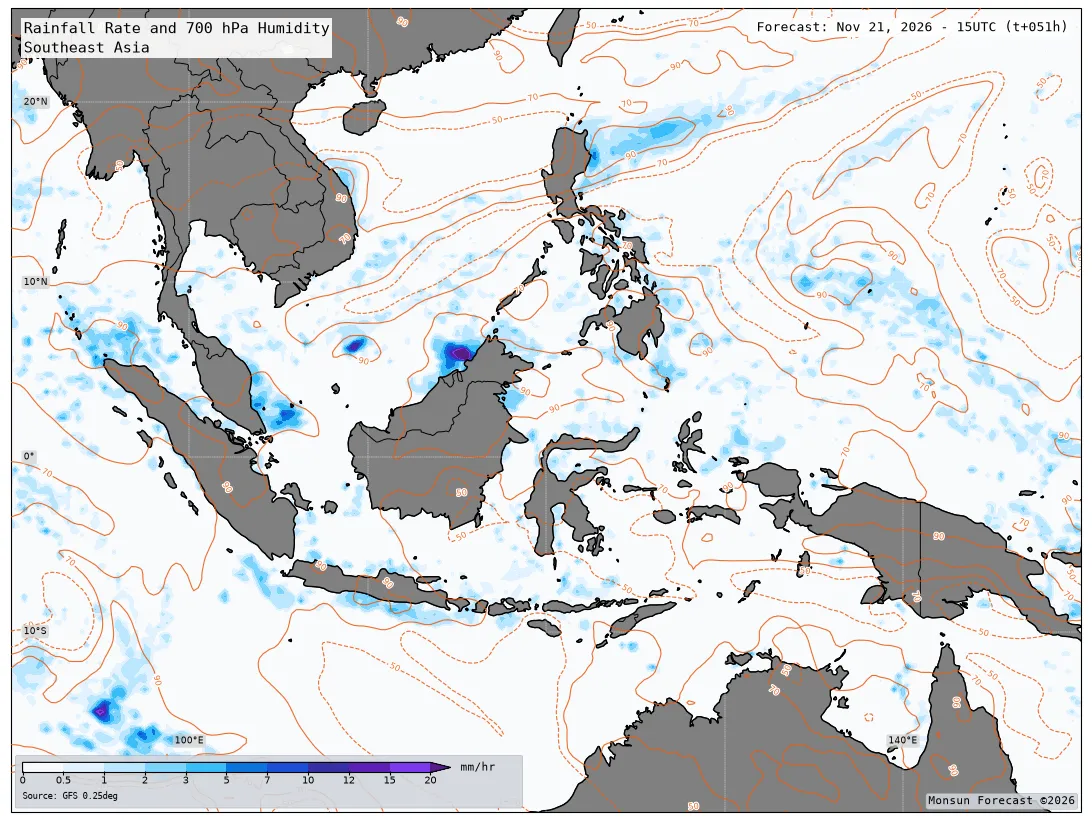 Rainfall Rate and 700 hPa Humidity
Southeast Asia
Forecast: Nov 21, 2026 - 15UTC (t+051h)
20°N
10°N
0°
10°S
100°E
140°E
0 0.5 1 2 3 5 7 10 12 15 20 mm/hr
Source: GFS 0.25deg
Monsun Forecast ©2026